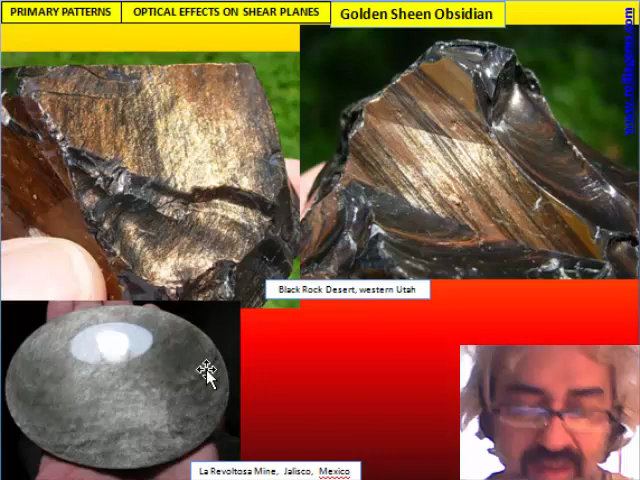 PRIMARY PATTERNS
OPTICAL EFFECTS ON SHEAR PLANES
Golden Sheen Obsidian
Black Rock Desert, western Utah
La Revoltosa Mine, Jalisco, Mexico